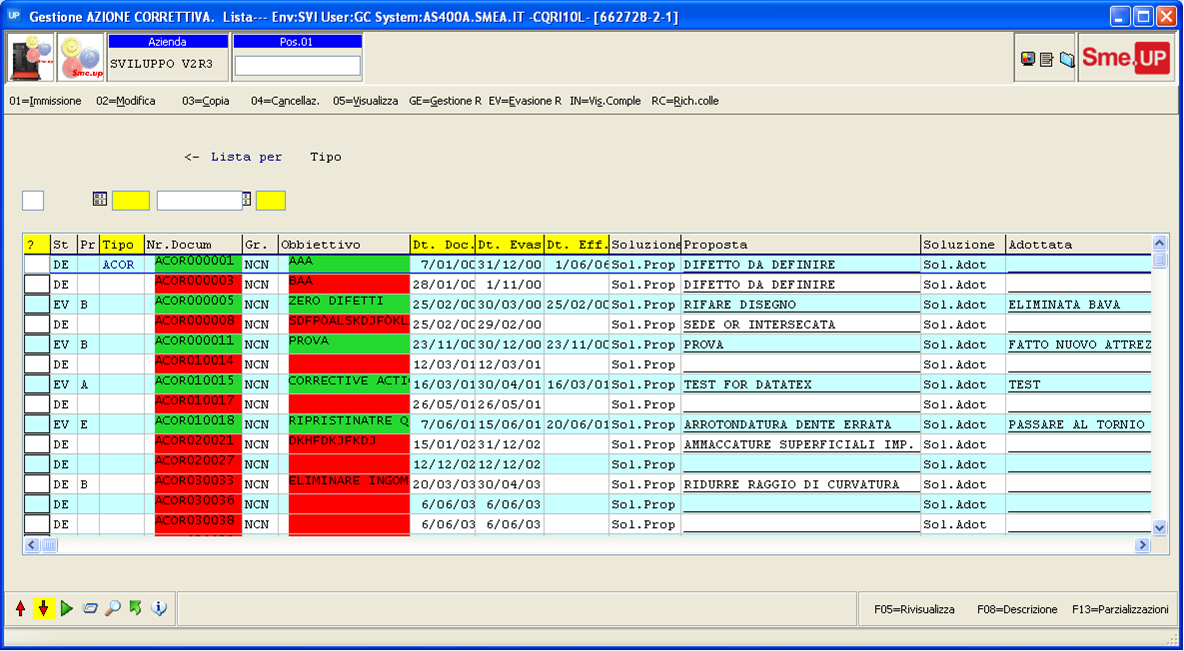 UP Gestione AZIONE CORRETTIVA. Lista--- Env:SVI User:GC System:AS400A.SMEA.IT -CQRI10L- [662728-2-1]
Sme.up Azienda Pos.01
SVILUPPO V2R3
Sme.UP
01=Immissione 02=Modifica 03=Copia 04=Cancellaz. 05=Visualizza GE=Gestione R EV=Evasione R IN=Vis.Comple RC=Rich.colle
<- Lista per Tipo
? St Pr Tipo Nr.Docum Gr. Obbiettivo Dt. Doc. Dt. Evas Dt. Eff. Soluzione Proposta Soluzione Adottata
DE ACOR ACOR000001 NCN AAA 7/01/00 31/12/00 1/06/06 Sol.Prop DIFETTO DA DEFINIRE Sol.Adot
DE ACOR000003 NCN BAA 28/01/00 1/11/00 Sol.Prop DIFETTO DA DEFINIRE Sol.Adot
EV B ACOR000005 NCN ZERO DIFETTI 25/02/00 30/03/00 25/02/00 Sol.Prop RIFARE DISEGNO Sol.Adot ELIMINATA BAVA
DE ACOR000008 NCN SDFPÒALSKDJFÒKL 25/02/00 29/02/00 Sol.Prop SEDE OR INTERSECATA Sol.Adot
EV B ACOR000011 NCN PROVA 23/11/00 30/12/00 23/11/00 Sol.Prop PROVA Sol.Adot FATTO NUOVO ATTREZ
DE ACOR010014 NCN 12/03/01 12/03/01 Sol.Prop Sol.Adot
EV A ACOR010015 NCN CORRECTIVE ACTI 16/03/01 30/04/01 16/03/01 Sol.Prop TEST FOR DATATEX Sol.Adot TEST
DE ACOR010017 NCN 26/05/01 26/05/01 Sol.Prop Sol.Adot
EV E ACOR010018 NCN RIPRISTINATRE Q 7/06/01 15/06/01 20/06/01 Sol.Prop ARROTONDATURA DENTE ERRATA Sol.Adot PASSARE AL TORNIO
DE ACOR020021 NCN DKHFDKJFKDJ 15/01/02 31/12/02 Sol.Prop AMMACCATURE SUPERFICIALI IMP. Sol.Adot
DE ACOR020027 NCN 12/12/02 12/12/02 Sol.Prop Sol.Adot
DE B ACOR030033 NCN ELIMINARE INGOM 20/03/03 30/04/03 Sol.Prop RIDURRE RAGGIO DI CURVATURA Sol.Adot
DE ACOR030036 NCN 6/06/03 6/06/03 Sol.Prop Sol.Adot
DE ACOR030038 NCN 6/06/03 6/06/03 Sol.Prop Sol.Adot
F05=Rivisualizza F08=Descrizione F13=Parzializzazioni